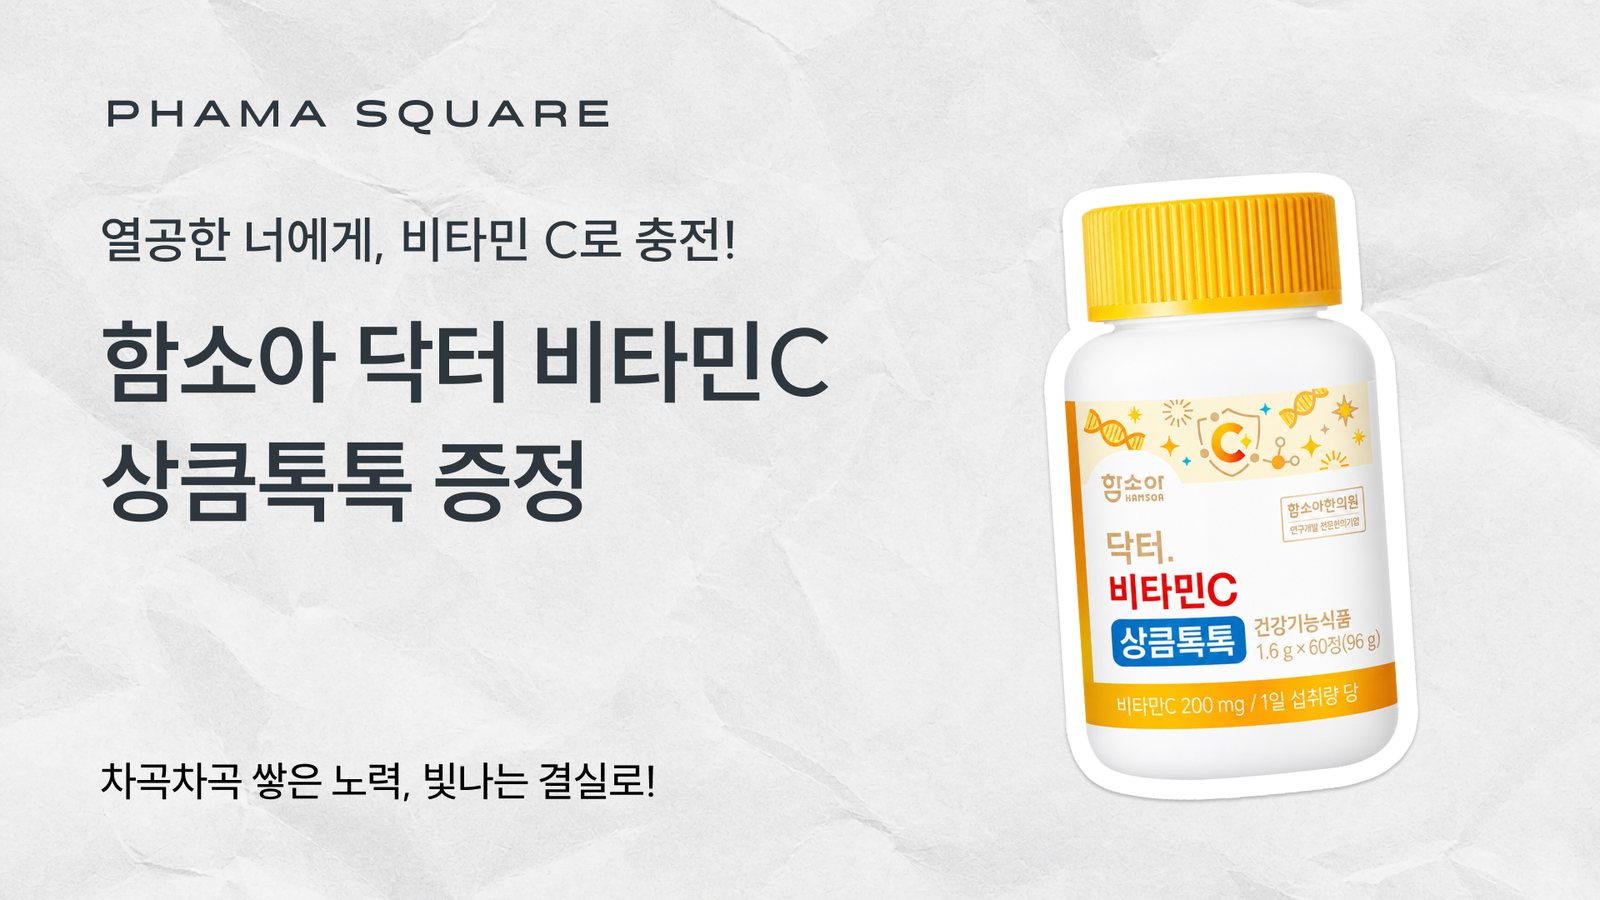 PHAMA SQUARE
열공한 너에게, 비타민 C로 충전!
함소아 닥터 비타민C
상큼톡톡 증정
차곡차곡 쌓은 노력, 빛나는 결실로!
C
함소아
HAMSOA
함소아한의원
연구개발 전문한의기업
닥터.
비타민C
상큼톡톡
건강기능식품
1.6 g × 60정(96 g)
비타민C 200 mg / 1일 섭취량 당